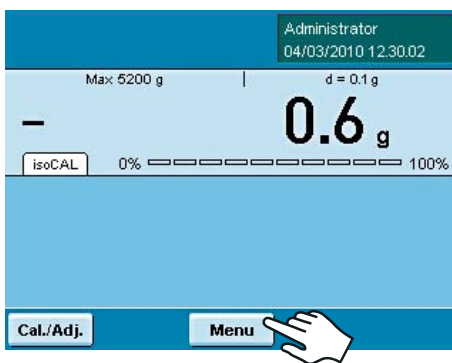 Administrator
04/03/2010 12.30.02
Max 5200 g | d = 0.1 g
– 0.6 g
isoCAL 0% 100%
Cal./Adj. Menu